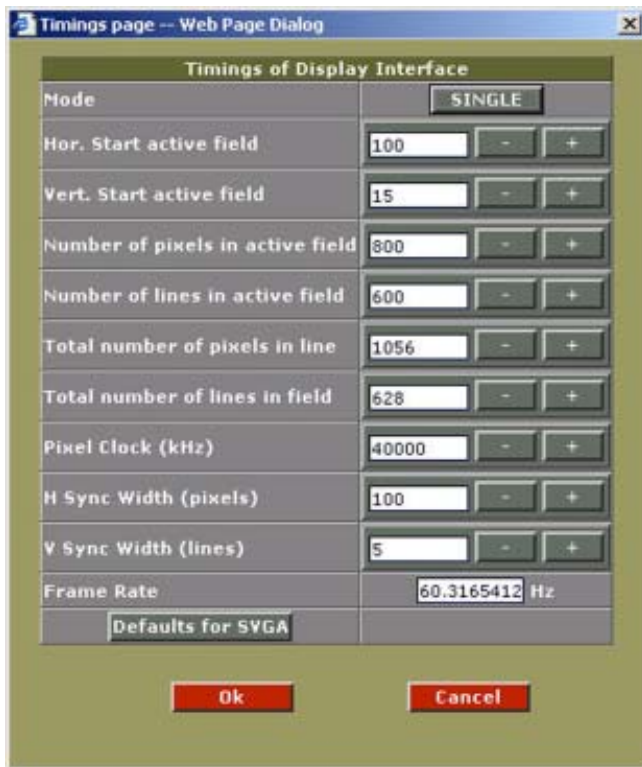 Timings page -- Web Page Dialog
Timings of Display Interface
Mode SINGLE
Hor. Start active field 100 - +
Vert. Start active field 15 - +
Number of pixels in active field 800 - +
Number of lines in active field 600 - +
Total number of pixels in line 1056 - +
Total number of lines in field 628 - +
Pixel Clock (kHz) 40000 - +
H Sync Width (pixels) 100 - +
V Sync Width (lines) 5 - +
Frame Rate 60.3165412 Hz
Defaults for SVGA
Ok Cancel